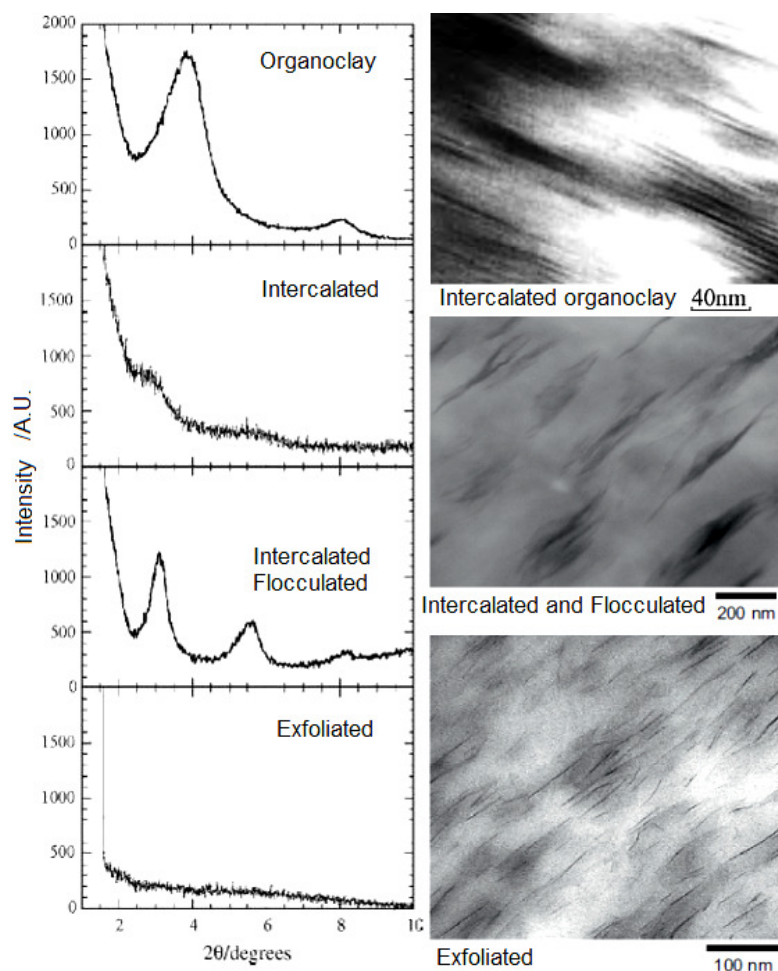 2000
Organoclay
1500
1000
500
0
Intercalated organoclay 40nm
Intercalated
1500
1000
500
0
Intensity /A.U.
Intercalated
Flocculated
1500
1000
500
0
Intercalated and Flocculated
200 nm
Exfoliated
1500
1000
500
0
2 4 6 8 10
2θ/degrees
Exfoliated
100 nm